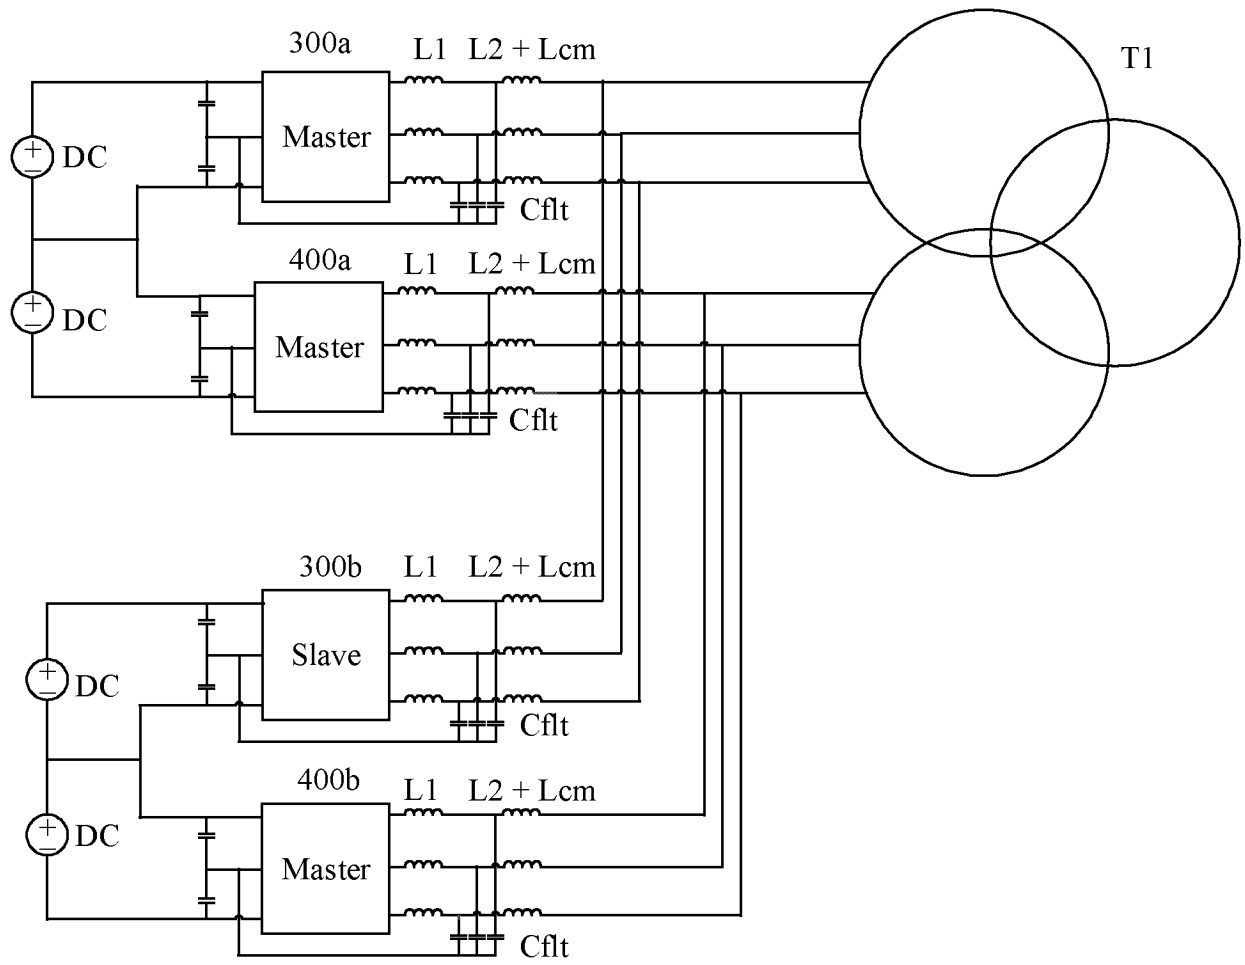 300a L1 L2 + Lcm
T1
Master
DC
Cflt
400a L1 L2 + Lcm
DC
Master
Cflt
300b L1 L2 + Lcm
Slave
DC
Cflt
400b L1 L2 + Lcm
DC
Master
Cflt